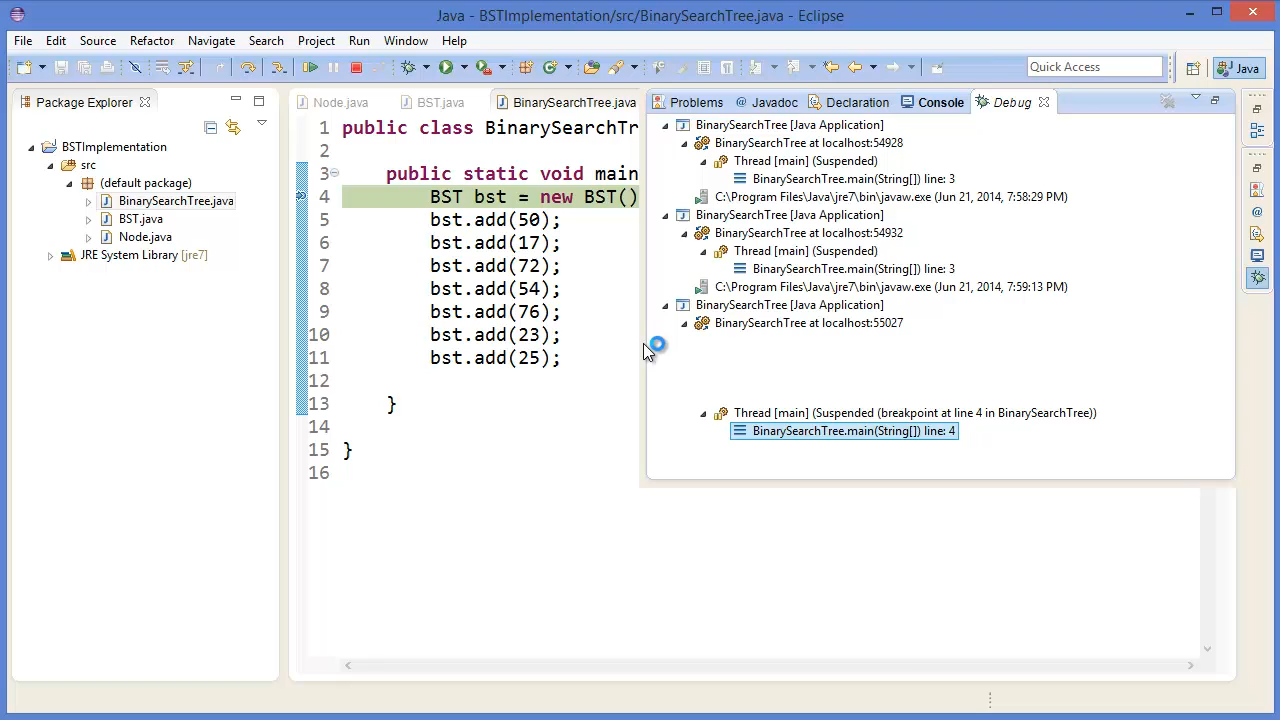 Java - BSTImplementation/src/BinarySearchTree.java - Eclipse
File Edit Source Refactor Navigate Search Project Run Window Help
Quick Access
Java
Package Explorer
BSTImplementation
src
(default package)
BinarySearchTree.java
BST.java
Node.java
JRE System Library [jre7]
Node.java BST.java BinarySearchTree.java
1 public class BinarySearchTr
2
3 public static void main
4 BST bst = new BST()
5 bst.add(50);
6 bst.add(17);
7 bst.add(72);
8 bst.add(54);
9 bst.add(76);
10 bst.add(23);
11 bst.add(25);
12
13 }
14
15 }
16
Problems @ Javadoc Declaration Console Debug
BinarySearchTree [Java Application]
BinarySearchTree at localhost:54928
Thread [main] (Suspended)
BinarySearchTree.main(String[]) line: 3
C:\Program Files\Java\jre7\bin\javaw.exe (Jun 21, 2014, 7:58:29 PM)
BinarySearchTree [Java Application]
BinarySearchTree at localhost:54932
Thread [main] (Suspended)
BinarySearchTree.main(String[]) line: 3
C:\Program Files\Java\jre7\bin\javaw.exe (Jun 21, 2014, 7:59:13 PM)
BinarySearchTree [Java Application]
BinarySearchTree at localhost:55027
Thread [main] (Suspended (breakpoint at line 4 in BinarySearchTree))
BinarySearchTree.main(String[]) line: 4